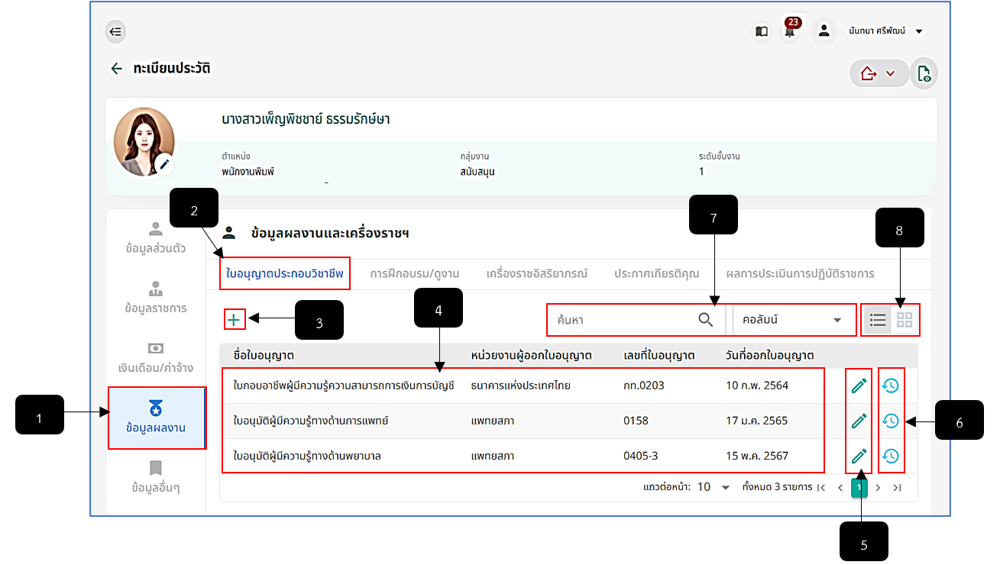 23
นันทนา ศรีพัฒน์
ทะเบียนประวัติ
นางสาวเพ็ญพิชชาย์ ธรรมรักษ์ษา
ตำแหน่ง กลุ่มงาน ระดับชั้นงาน
พนักงานพิมพ์ สนับสนุน 1
2
7
8
ข้อมูลส่วนตัว
ข้อมูลผลงานและเครื่องราชฯ
ใบอนุญาตประกอบวิชาชีพ การฝึกอบรม/ดูงาน เครื่องราชอิสริยาภรณ์ ประกาศเกียรติคุณ ผลการประเมินการปฏิบัติราชการ
ข้อมูลราชการ
3
4
ค้นหา คอลัมน์
ชื่อใบอนุญาต หน่วยงานผู้ออกใบอนุญาต เลขที่ใบอนุญาต วันที่ออกใบอนุญาต
เงินเดือน/ค่าจ้าง
ใบกอบอาชีพผู้มีความรู้ความสามารถการเงินการบัญชี ธนาคารแห่งประเทศไทย กท.0203 10 ก.พ. 2564
1
ข้อมูลผลงาน
ใบอนุมัติผู้มีความรู้ทางด้านการแพทย์ แพทยสภา 0158 17 ม.ค. 2565
6
ใบอนุมัติผู้มีความรู้ทางด้านพยาบาล แพทยสภา 0405-3 15 พ.ค. 2567
ข้อมูลอื่นๆ
แถวต่อหน้า: 10 ทั้งหมด 3 รายการ 1
5